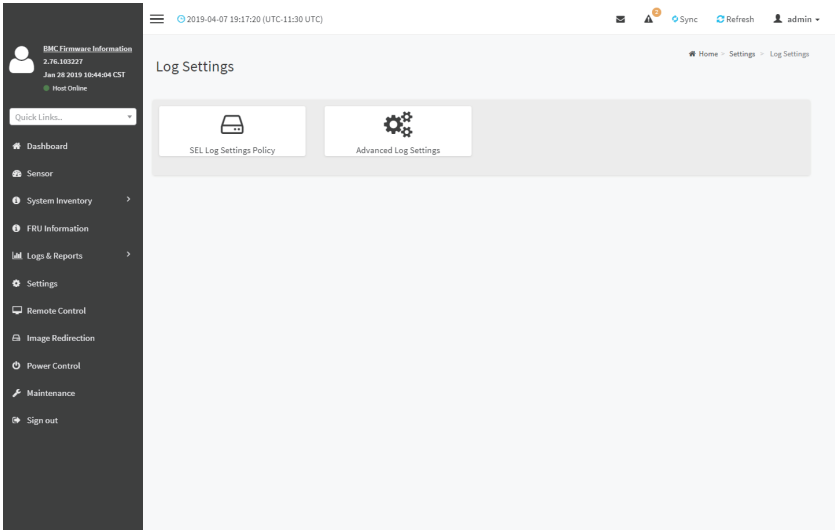 2019-04-07 19:17:20 (UTC-11:30 UTC)
2
Sync
Refresh
admin
BMC Firmware Information
2.76.103227
Jan 28 2019 10:44:04 CST
Host Online
Quick Links...
Dashboard
Sensor
System Inventory
FRU Information
Logs & Reports
Settings
Remote Control
Image Redirection
Power Control
Maintenance
Sign out
Log Settings
Home > Settings > Log Settings
SEL Log Settings Policy
Advanced Log Settings